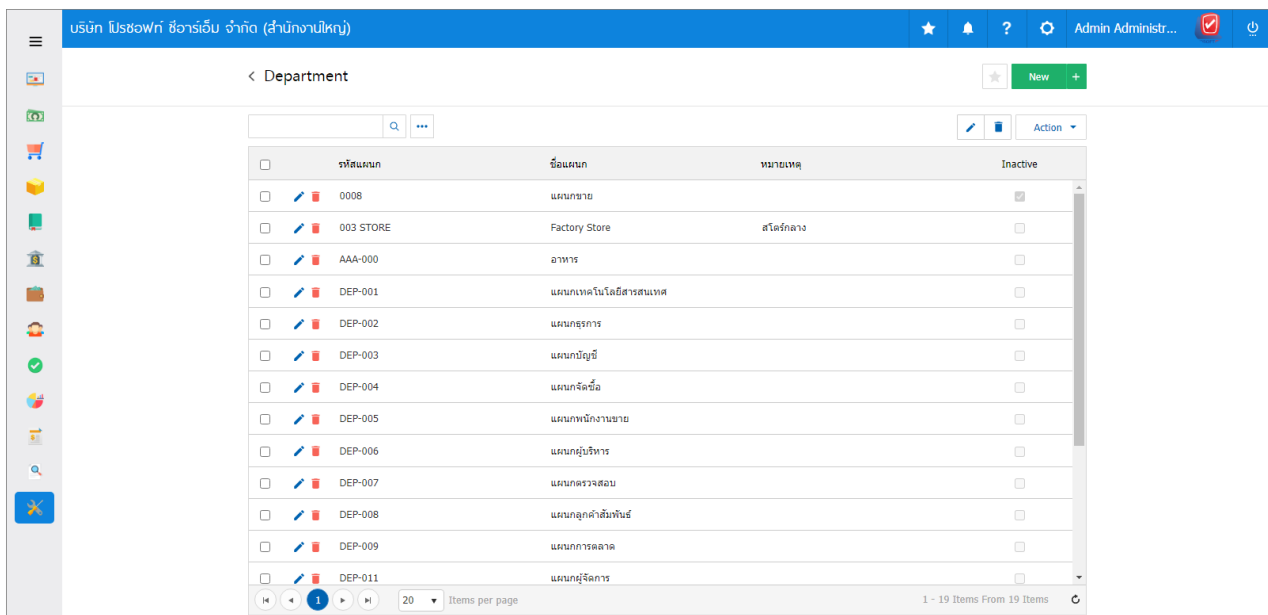 บริษัท โปรซอฟท์ ซีอาร์เอ็ม จำกัด (สำนักงานใหญ่) ? Admin Administr...
< Department New +
Action
รหัสแผนก ชื่อแผนก หมายเหตุ Inactive
0008 แผนกขาย
003 STORE Factory Store สโตร์กลาง
AAA-000 อาหาร
DEP-001 แผนกเทคโนโลยีสารสนเทศ
DEP-002 แผนกธุรการ
DEP-003 แผนกบัญชี
DEP-004 แผนกจัดซื้อ
DEP-005 แผนกพนักงานขาย
DEP-006 แผนกผู้บริหาร
DEP-007 แผนกตรวจสอบ
DEP-008 แผนกลูกค้าสัมพันธ์
DEP-009 แผนกการตลาด
DEP-011 แผนกผู้จัดการ
1 20 Items per page 1 - 19 Items From 19 Items